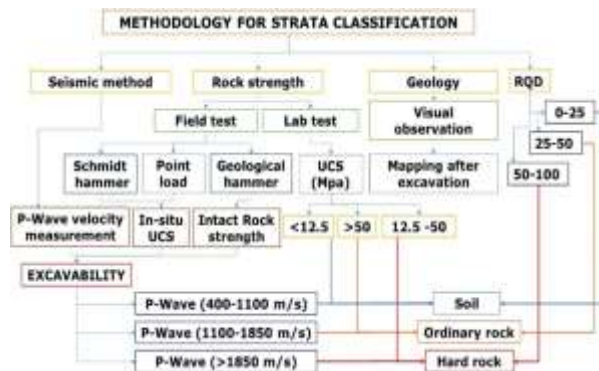 METHODOLOGY FOR STRATA CLASSIFICATION
Seismic method
Rock strength
Geology
RQD
Field test
Lab test
Visual
observation
0-25
25-50
50-100
Schmidt
hammer
Point
load
Geological
hammer
UCS
(Mpa)
Mapping after
excavation
P-Wave velocity
measurement
In-situ
UCS
Intact Rock
strength
<12.5
>50
12.5 -50
EXCAVABILITY
P-Wave (400-1100 m/s)
Soil
P-Wave (1100-1850 m/s)
Ordinary rock
P-Wave (>1850 m/s)
Hard rock